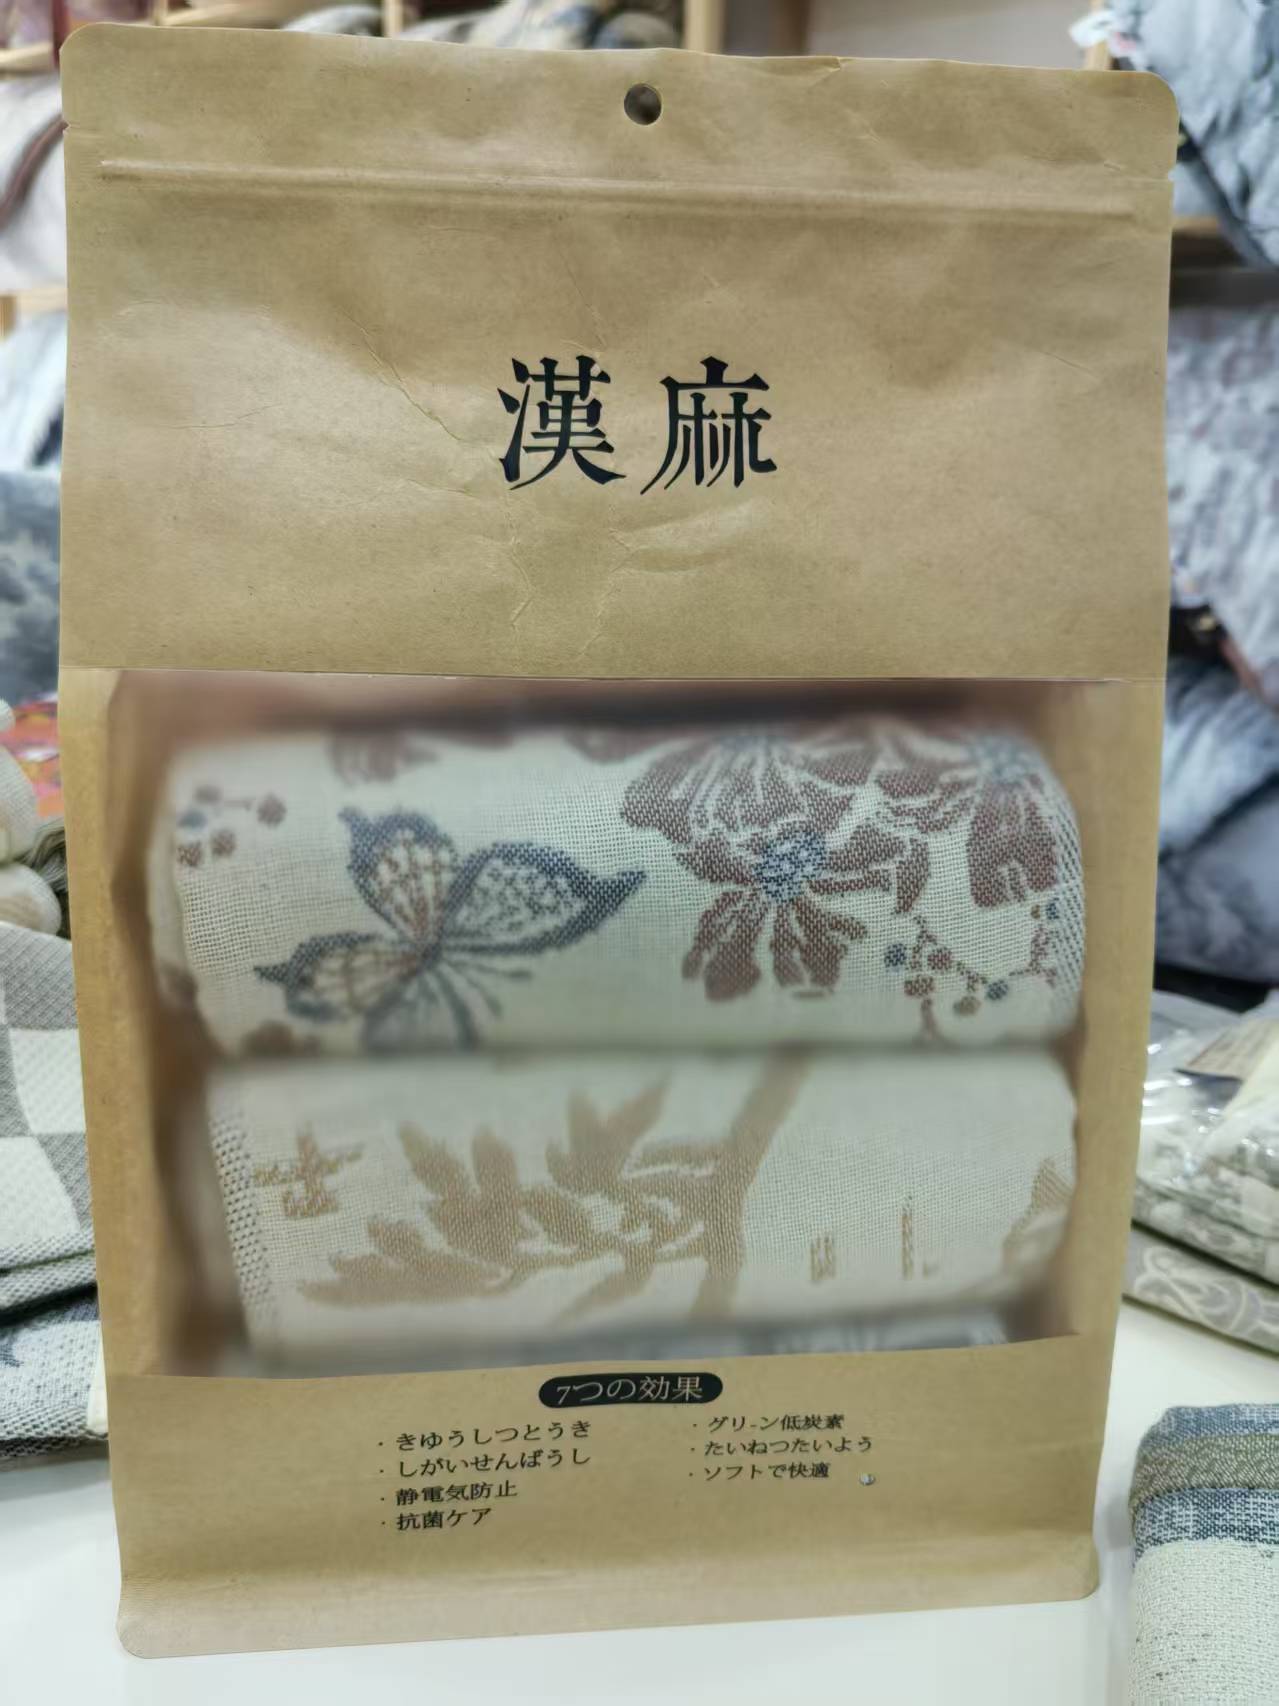 漢麻
7つの効果
· きゆうしつとうき
· しがいせんばうし
· 静電気防止
· 抗菌ケア
· グリ-ン低炭素
· たいねつたいよう
· ソフトで快適